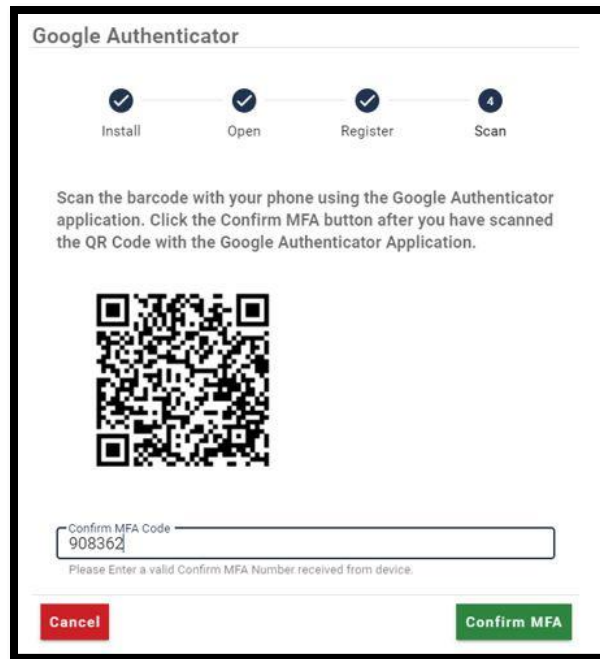 Google Authenticator
4
Install
Open
Register
Scan
Scan the barcode with your phone using the Google Authenticator
application. Click the Confirm MFA button after you have scanned
the QR Code with the Google Authenticator Application.
Confirm MFA Code
908362
Please Enter a valid Confirm MFA Number received from device.
Cancel
Confirm MFA